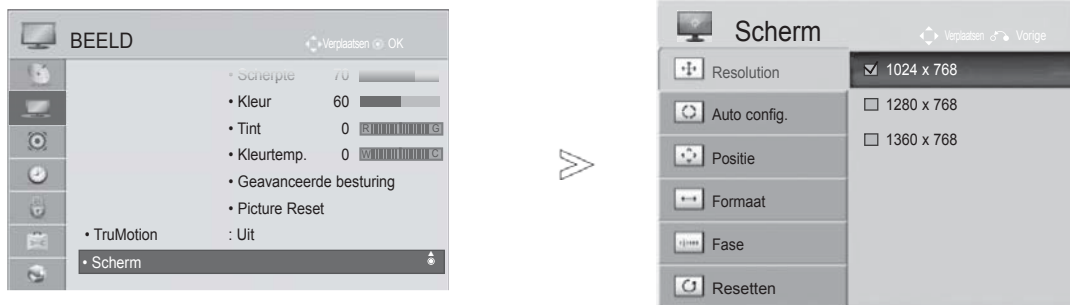 BEELD
Verplaatsen OK
• Scherpte 70
• Kleur 60
• Tint 0 R G
• Kleurtemp. 0 W C
• Geavanceerde besturing
• Picture Reset
• TruMotion : Uit
• Scherm
Scherm
Verplaatsen Vorige
Resolution
Auto config.
Positie
Formaat
Fase
Resetten
1024 x 768
1280 x 768
1360 x 768